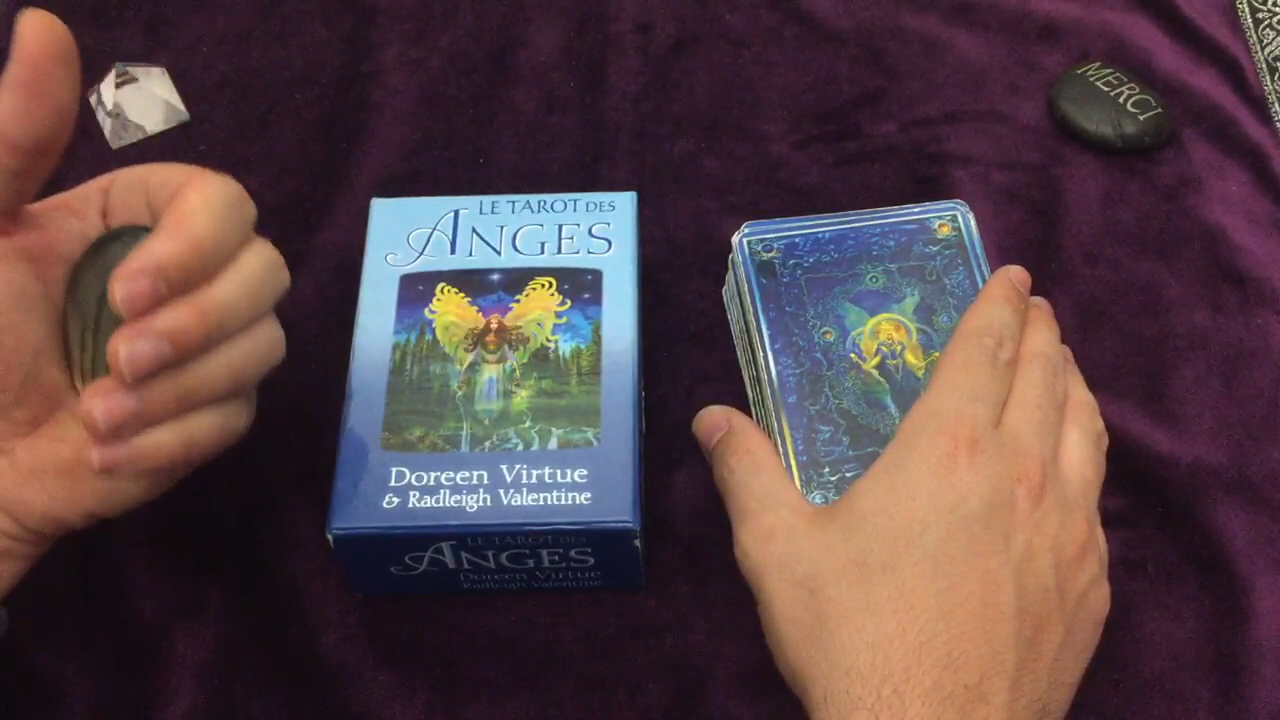 LE TAROT DES
ANGES
Doreen Virtue
& Radleigh Valentine
LE TAROT DES
ANGES
Doreen Virtue
Radleigh Valentine
MERCI